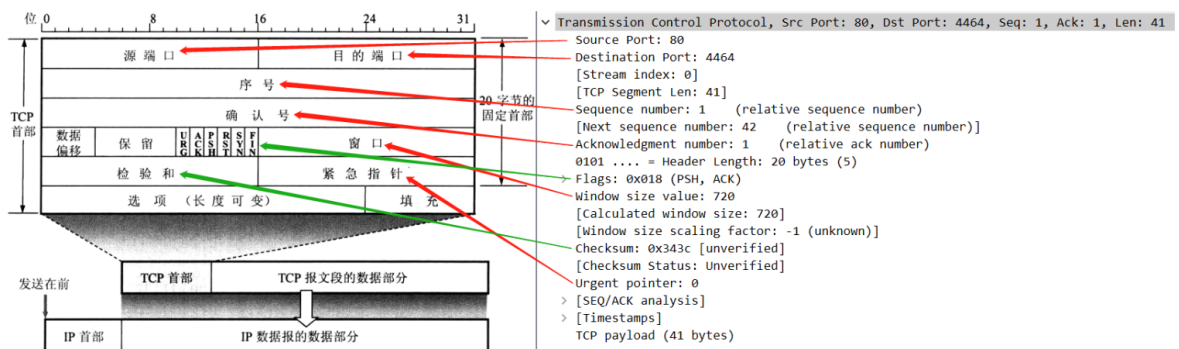 位 0 8 16 24 31
源 端 口 目 的 端 口
序 号
TCP 首部
确 认 号
20 字节的 固定首部
数据 偏移 保 留 URG ACK PSH RST SYN FIN 窗 口
检 验 和 紧 急 指 针
选 项 (长 度 可 变) 填 充
TCP 首部 TCP 报文段的数据部分
发送在前
IP 首部 IP 数据报的数据部分
Transmission Control Protocol, Src Port: 80, Dst Port: 4464, Seq: 1, Ack: 1, Len: 41
Source Port: 80
Destination Port: 4464
[Stream index: 0]
[TCP Segment Len: 41]
Sequence number: 1 (relative sequence number)
[Next sequence number: 42 (relative sequence number)]
Acknowledgment number: 1 (relative ack number)
0101 .... = Header Length: 20 bytes (5)
Flags: 0x018 (PSH, ACK)
Window size value: 720
[Calculated window size: 720]
[Window size scaling factor: -1 (unknown)]
Checksum: 0x343c [unverified]
[Checksum Status: Unverified]
Urgent pointer: 0
[SEQ/ACK analysis]
[Timestamps]
TCP payload (41 bytes)